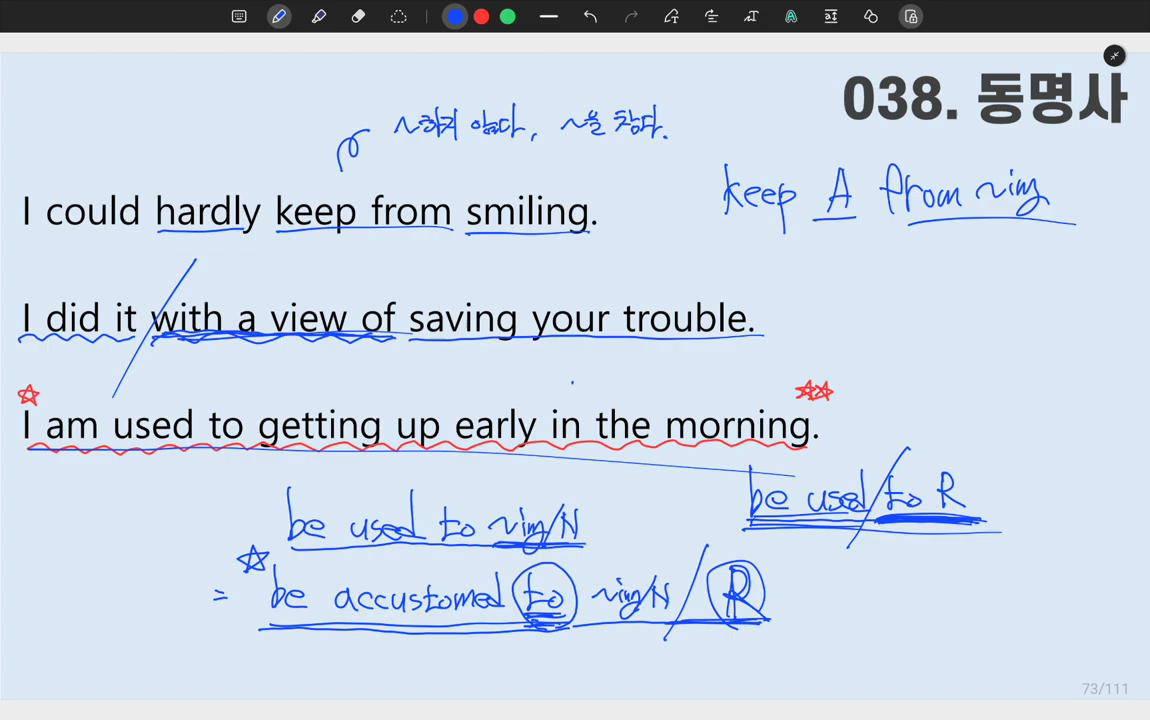 038. 동명사
~하지 않다, ~을 참다.
keep A from ~ing
I could hardly keep from smiling.
I did it with a view of saving your trouble.
I am used to getting up early in the morning.
be used to R
be used to ~ing/N
= be accustomed to ~ing/N / R
73/111